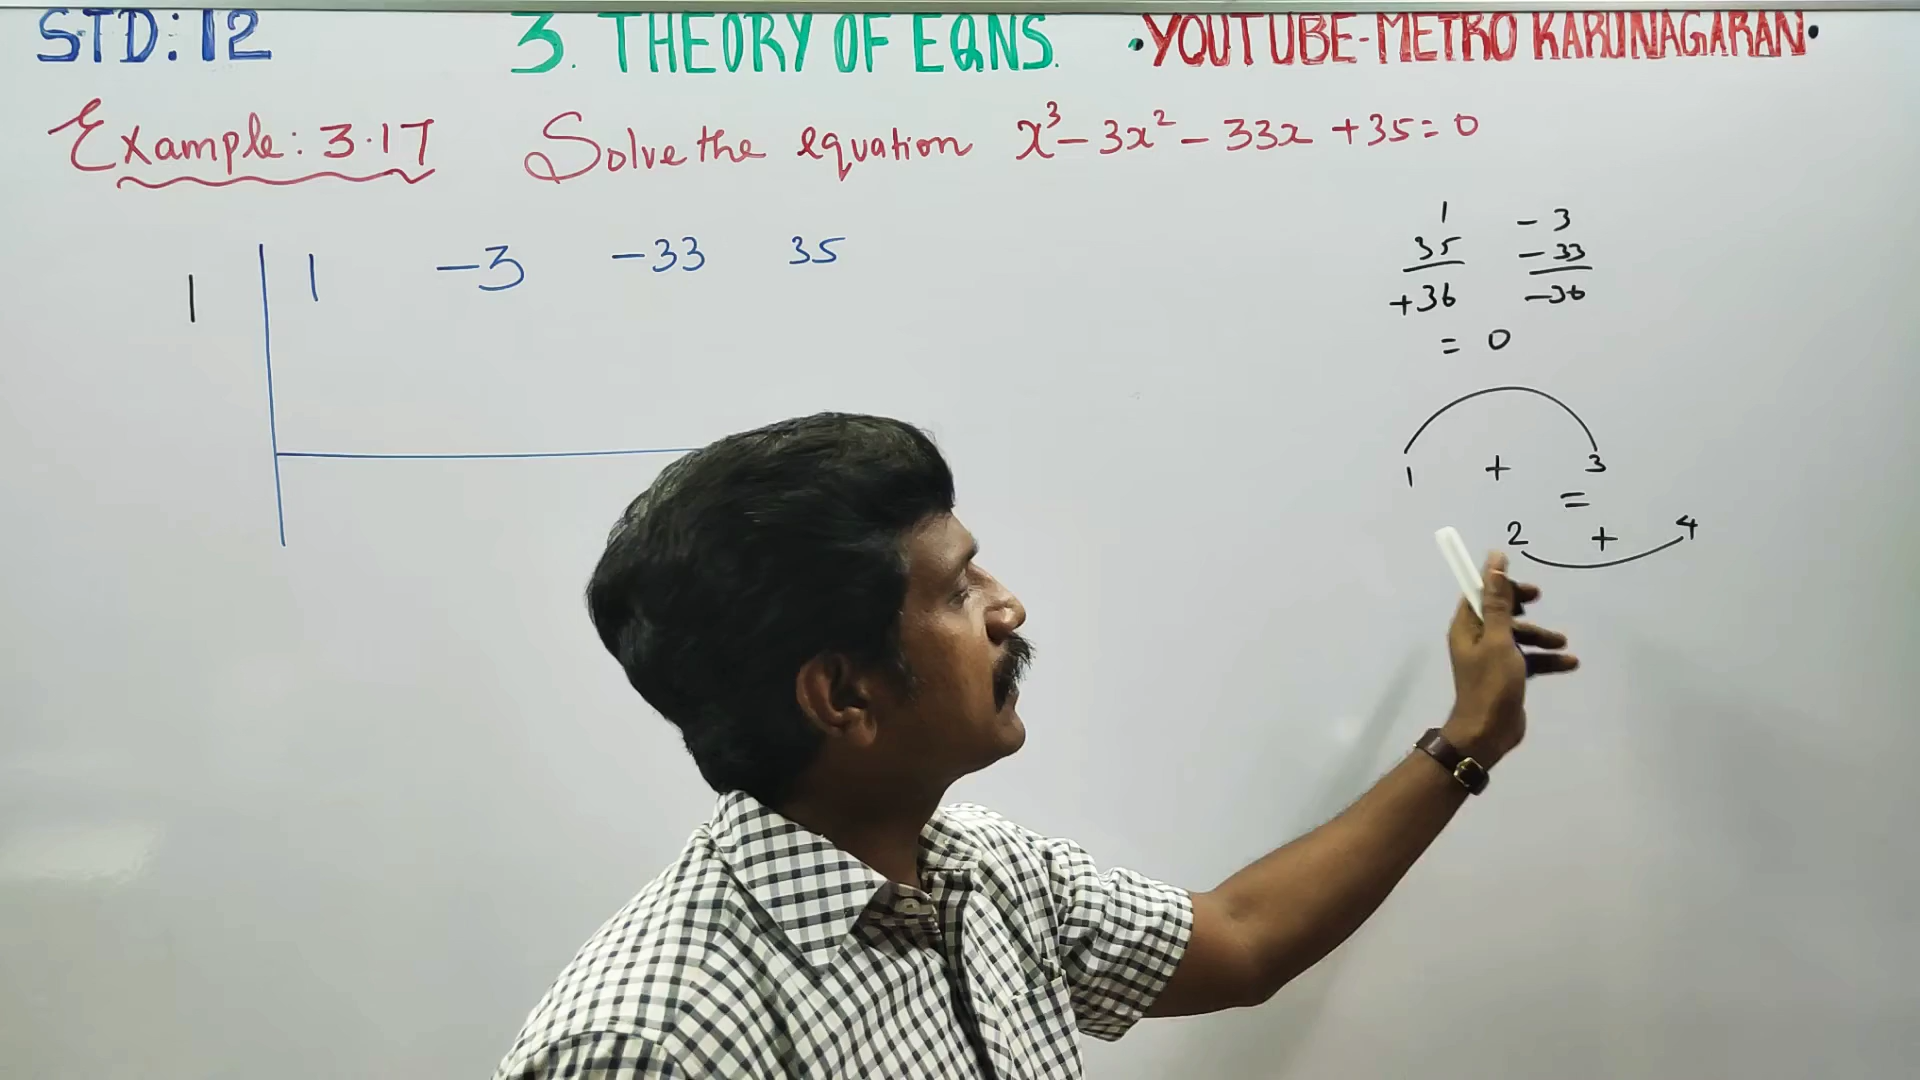 STD: 12 3. THEORY OF EQNS. •YOUTUBE-METRO KARUNAGARAN•
Example: 3.17 Solve the equation x³ - 3x² - 33x + 35 = 0
1 | 1 -3 -33 35
1 -3
35 -33
+36 -36
= 0
1 + 3
=
2 + 4